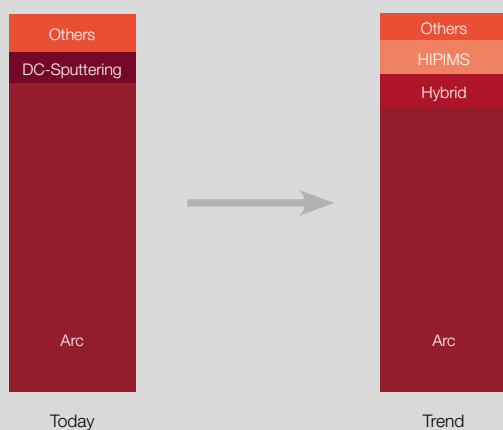 Others
DC-Sputtering
Arc
Today
Others
HIPIMS
Hybrid
Arc
Trend